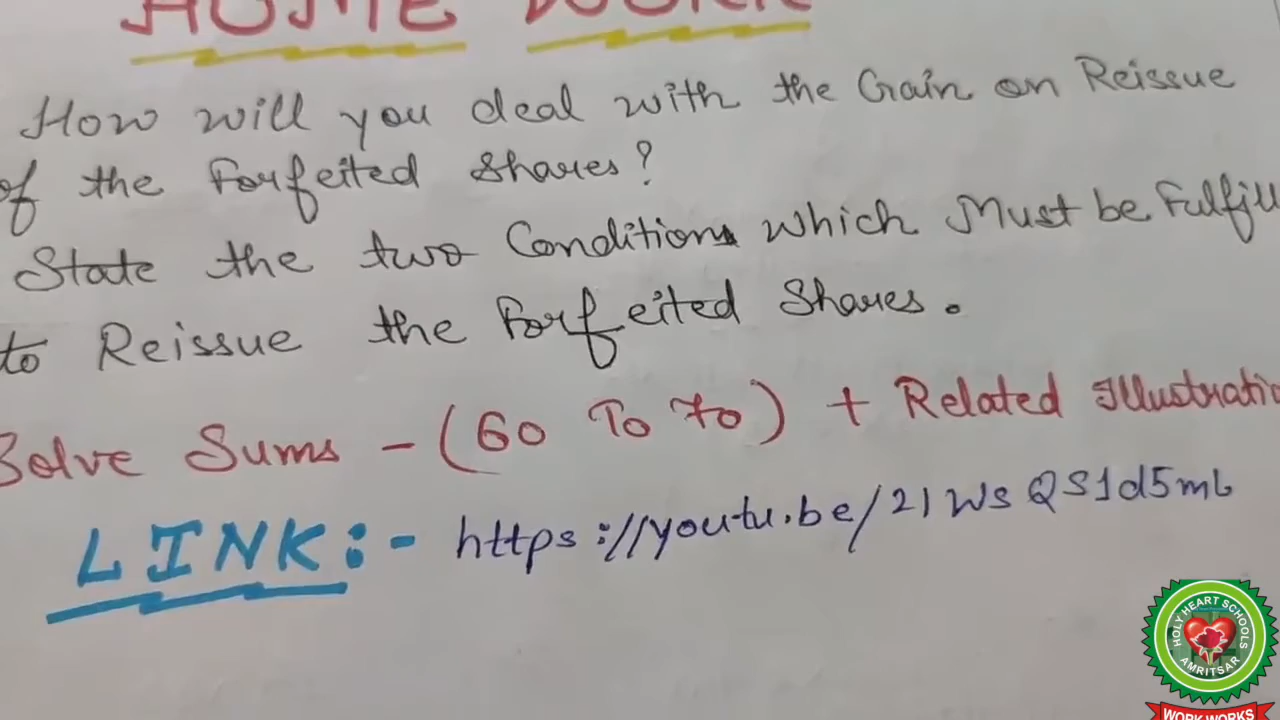 HOME WORK
How will you deal with the Gain on Reissue
of the Forfeited Shares?
State the two Conditions which Must be Fulfill
to Reissue the Forfeited Shares.
Solve Sums - (60 To 70) + Related Illustratio
LINK:- https://youtu.be/21WsQS1d5mb
HOLY HEART SCHOOLS
AMRITSAR
WORK WORKS